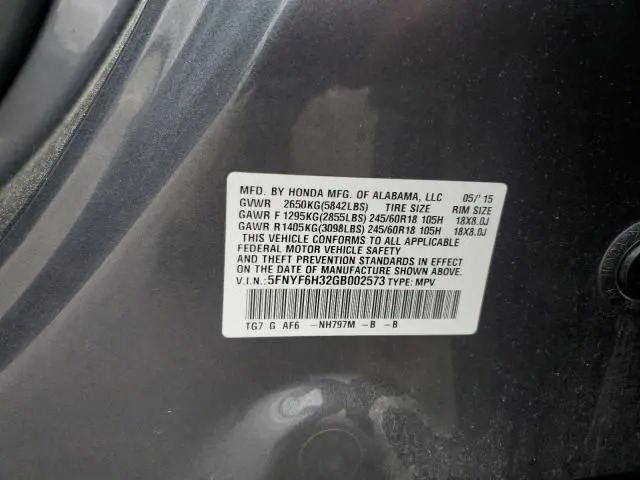 MFD. BY HONDA MFG. OF ALABAMA, LLC 05/'15
GVWR 2650KG(5842LBS) TIRE SIZE RIM SIZE
GAWR F 1295KG(2855LBS) 245/60R18 105H 18X8.0J
GAWR R1405KG(3098LBS) 245/60R18 105H 18X8.0J
THIS VEHICLE CONFORMS TO ALL APPLICABLE
FEDERAL MOTOR VEHICLE SAFETY
AND THEFT PREVENTION STANDARDS IN EFFECT
ON THE DATE OF MANUFACTURE SHOWN ABOVE.
V.I.N.: 5FNYF6H32GB002573 TYPE: MPV
TG7 G AF6 -NH797M -B -B